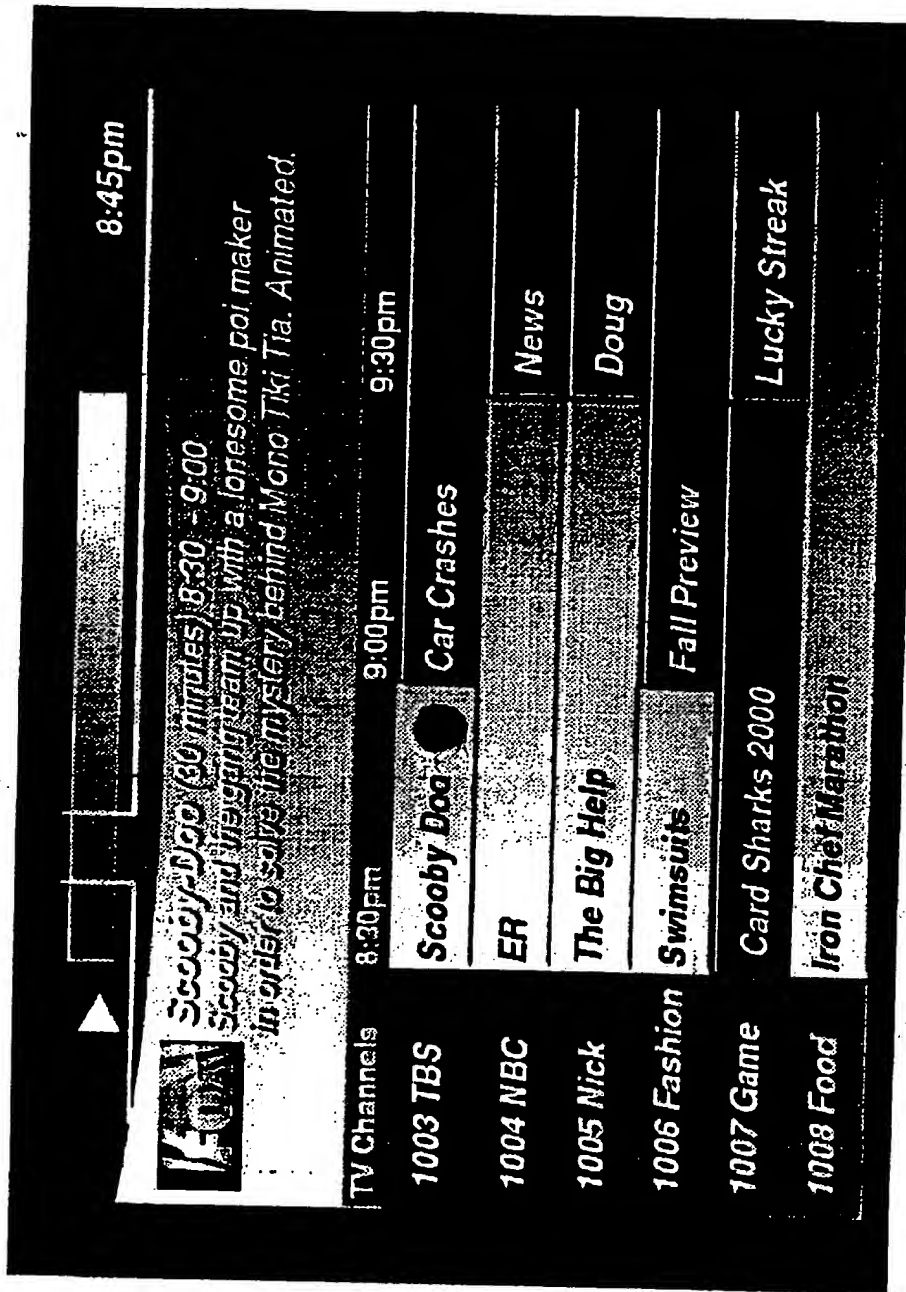 8:45pm
Scooby-Doo (30 minutes) 8:30 - 9:00
Scooby and the gang team up with a lonesome poi maker
in order to solve the mystery behind Mono Tiki Tia. Animated.
TV Channels 8:30pm 9:00pm 9:30pm
1003 TBS Scooby Doo Car Crashes
1004 NBC ER News
1005 Nick The Big Help Doug
1006 Fashion Swimsuits Fall Preview
1007 Game Card Sharks 2000 Lucky Streak
1008 Food Iron Chef Marathon